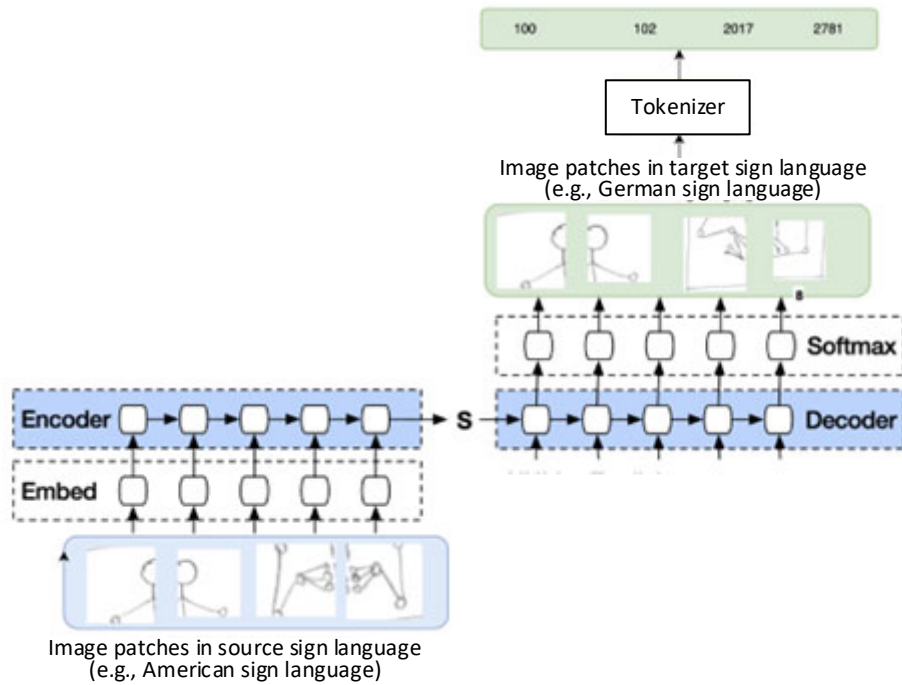 100 102 2017 2781
Tokenizer
Image patches in target sign language
(e.g., German sign language)
8
Softmax
Encoder
S
Decoder
Embed
Image patches in source sign language
(e.g., American sign language)